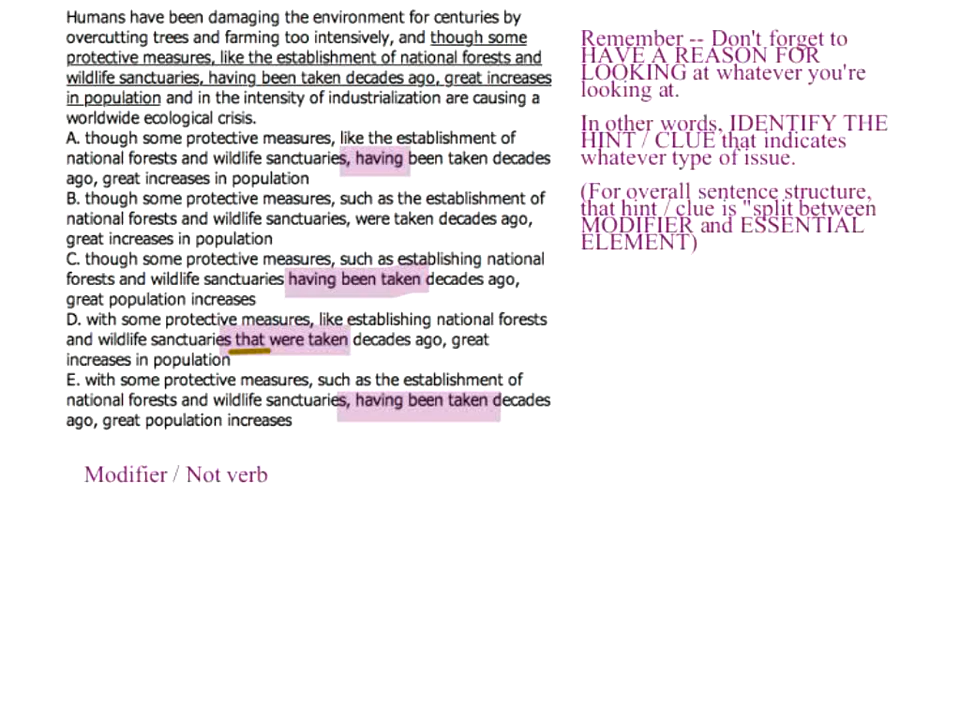 Humans have been damaging the environment for centuries by
overcutting trees and farming too intensively, and though some
protective measures, like the establishment of national forests and
wildlife sanctuaries, having been taken decades ago, great increases
in population and in the intensity of industrialization are causing a
worldwide ecological crisis.
A. though some protective measures, like the establishment of
national forests and wildlife sanctuaries, having been taken decades
ago, great increases in population
B. though some protective measures, such as the establishment of
national forests and wildlife sanctuaries, were taken decades ago,
great increases in population
C. though some protective measures, such as establishing national
forests and wildlife sanctuaries having been taken decades ago,
great population increases
D. with some protective measures, like establishing national forests
and wildlife sanctuaries that were taken decades ago, great
increases in population
E. with some protective measures, such as the establishment of
national forests and wildlife sanctuaries, having been taken decades
ago, great population increases
Modifier / Not verb
Remember -- Don't forget to
HAVE A REASON FOR
LOOKING at whatever you're
looking at.
In other words, IDENTIFY THE
HINT / CLUE that indicates
whatever type of issue.
(For overall sentence structure,
that hint / clue is "split between
MODIFIER and ESSENTIAL
ELEMENT)